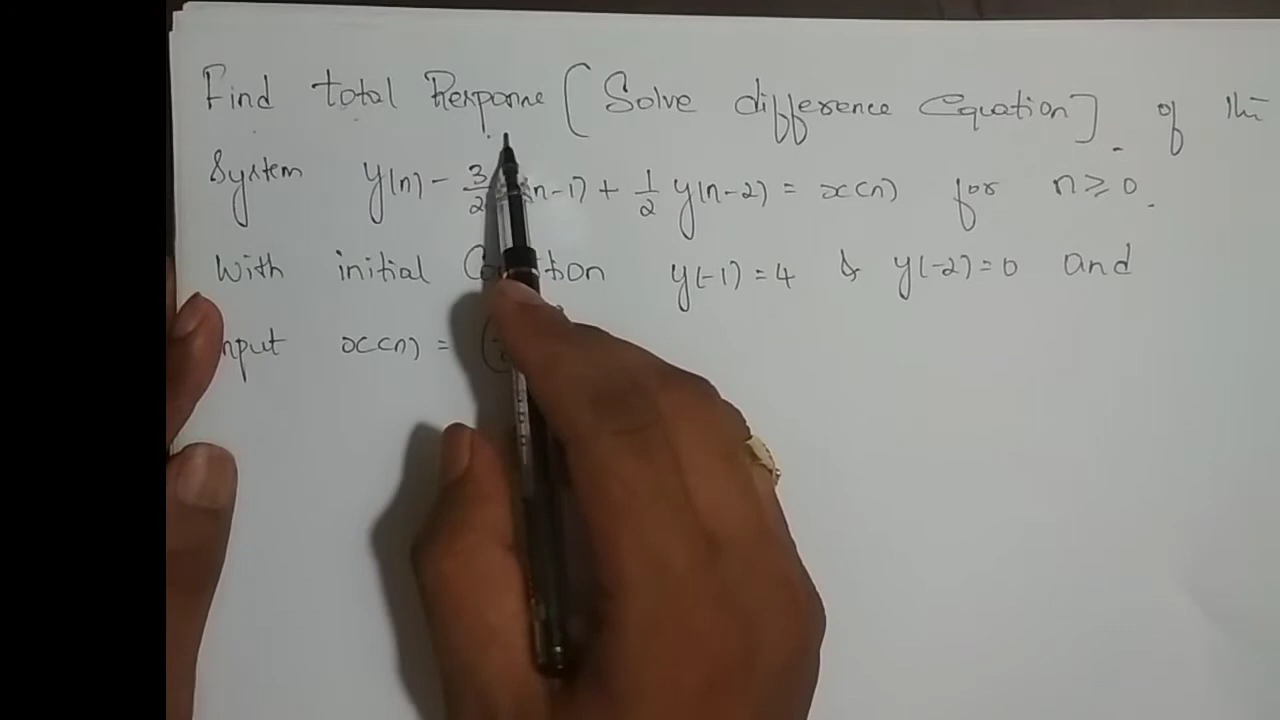 Find total Response [Solve difference Equation] of the
System y(n) - 3/2 (n-1) + 1/2 y(n-2) = x(n) for n ≥ 0.
With initial Condition y(-1) = 4 & y(-2) = 0 and
nput x(n) =